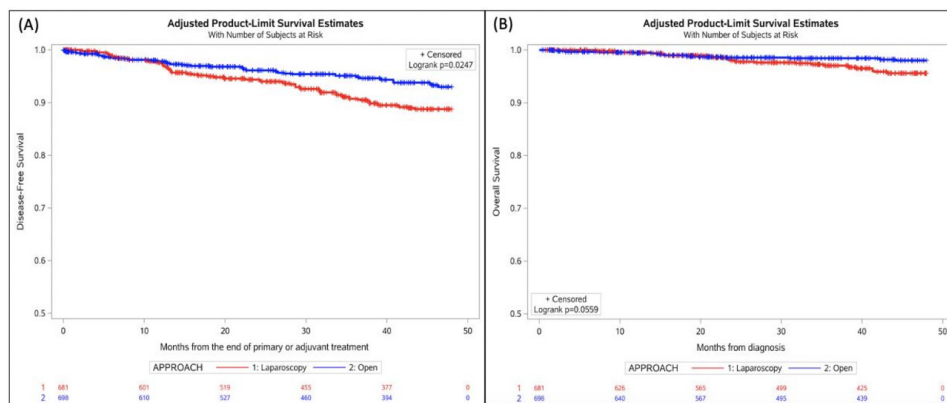 (A)
Adjusted Product-Limit Survival Estimates
With Number of Subjects at Risk
+ Censored
Logrank p=0.0247
1.0
0.9
0.8
0.7
0.6
0.5
Disease-Free Survival
0 10 20 30 40 50
Months from the end of primary or adjuvant treatment
APPROACH 1: Laparoscopy 2: Open
1 681 601 519 455 377 0
2 698 610 527 460 394 0
(B)
Adjusted Product-Limit Survival Estimates
With Number of Subjects at Risk
1.0
0.9
0.8
0.7
0.6
0.5
Overall Survival
+ Censored
Logrank p=0.0559
0 10 20 30 40 50
Months from diagnosis
APPROACH 1: Laparoscopy 2: Open
1 681 626 565 499 425 0
2 698 640 567 495 439 0